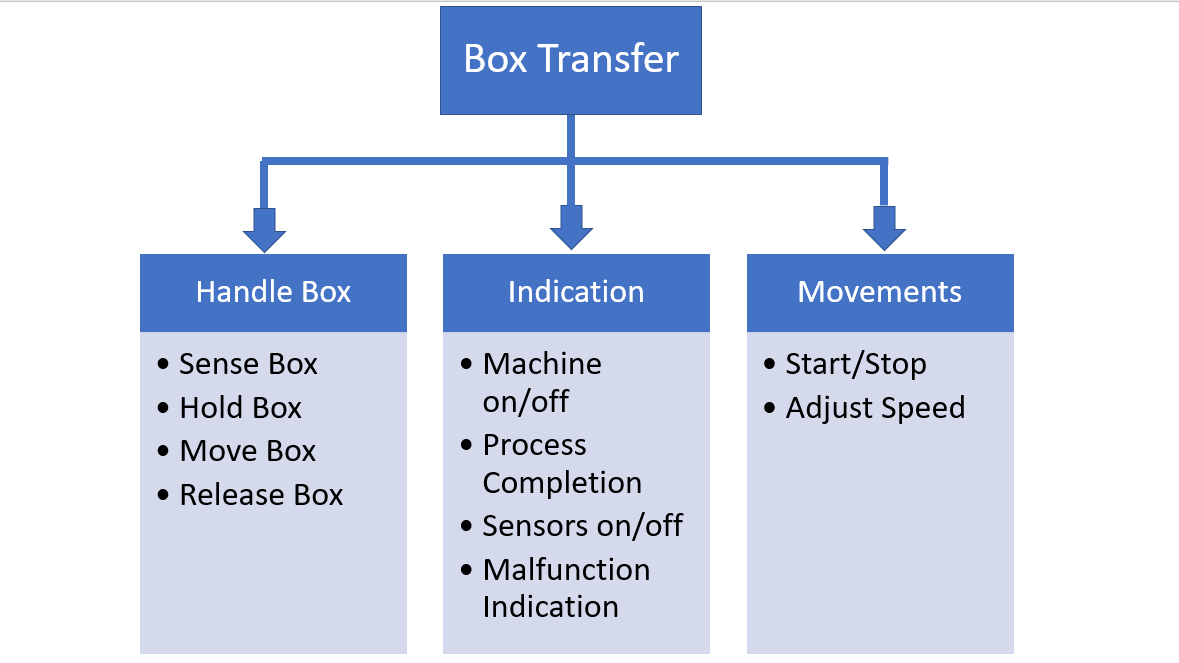 Box Transfer
Handle Box
• Sense Box
• Hold Box
• Move Box
• Release Box
Indication
• Machine
on/off
• Process
Completion
• Sensors on/off
• Malfunction
Indication
Movements
• Start/Stop
• Adjust Speed